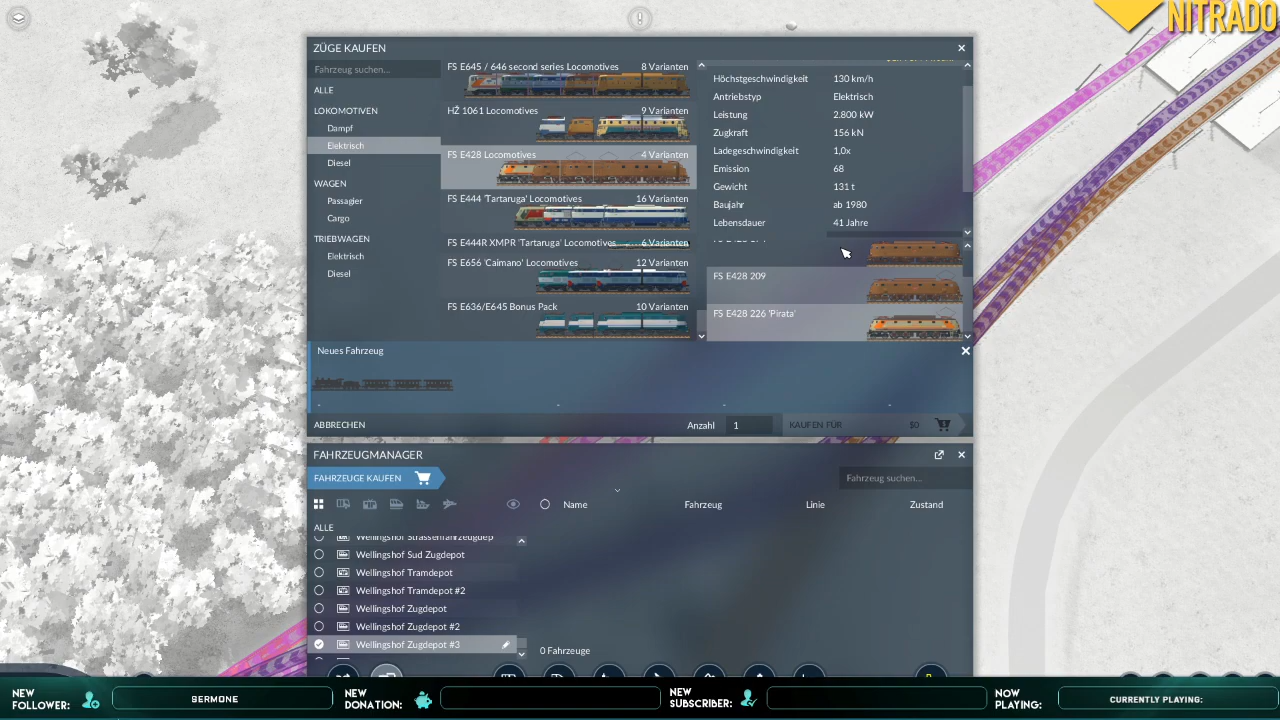 NITRADO
ZÜGE KAUFEN
Fahrzeug suchen...
ALLE
LOKOMOTIVEN
Dampf
Elektrisch
Diesel
WAGEN
Passagier
Cargo
TRIEBWAGEN
Elektrisch
Diesel
FS E645 / 646 second series Locomotives 8 Varianten
HŽ 1061 Locomotives 9 Varianten
FS E428 Locomotives 4 Varianten
FS E444 'Tartaruga' Locomotives 16 Varianten
FS E444R XMPR 'Tartaruga' Locomotives 6 Varianten
FS E656 'Caimano' Locomotives 12 Varianten
FS E636/E645 Bonus Pack 10 Varianten
Höchstgeschwindigkeit 130 km/h
Antriebstyp Elektrisch
Leistung 2.800 kW
Zugkraft 156 kN
Ladegeschwindigkeit 1,0x
Emission 68
Gewicht 131 t
Baujahr ab 1980
Lebensdauer 41 Jahre
FS E428 209
FS E428 226 'Pirata'
Neues Fahrzeug
- - - -
ABBRECHEN Anzahl 1 KAUFEN FÜR $0
FAHRZEUGMANAGER
FAHRZEUGE KAUFEN Fahrzeug suchen...
Name Fahrzeug Linie Zustand
ALLE
Wellingshof Strassenfahrzeugdep
Wellingshof Sud Zugdepot
Wellingshof Tramdepot
Wellingshof Tramdepot #2
Wellingshof Zugdepot
Wellingshof Zugdepot #2
Wellingshof Zugdepot #3
0 Fahrzeuge
NEW FOLLOWER: SERMONE
NEW DONATION:
NEW SUBSCRIBER:
NOW PLAYING: CURRENTLY PLAYING: